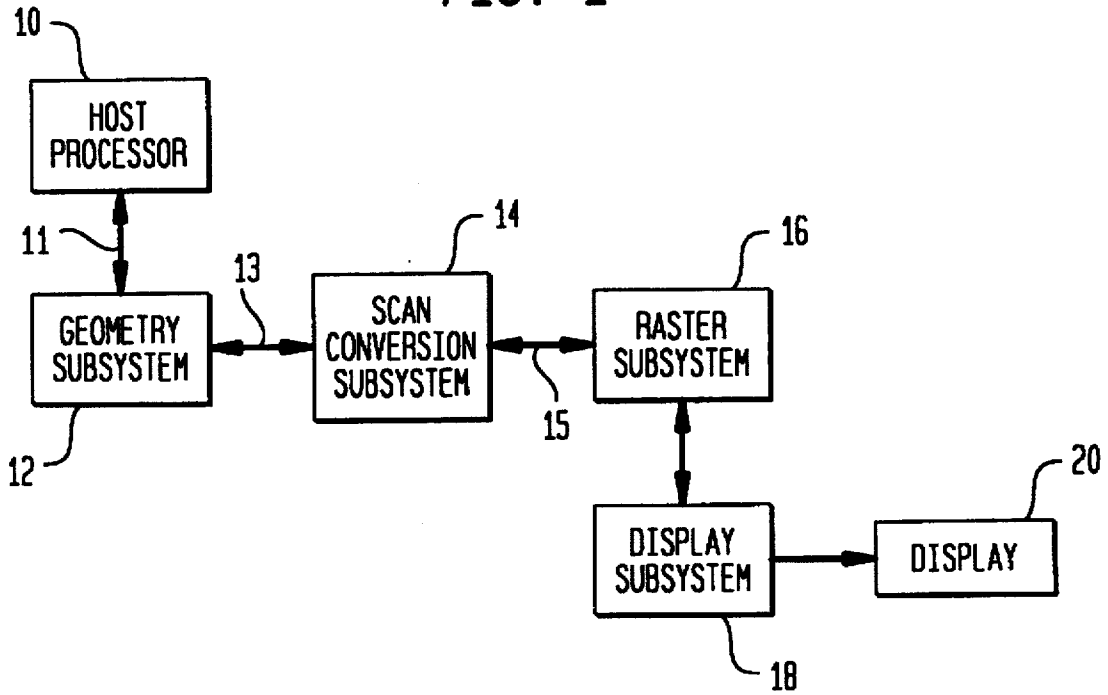 10
HOST
PROCESSOR
11
12
GEOMETRY
SUBSYSTEM
13
14
SCAN
CONVERSION
SUBSYSTEM
15
16
RASTER
SUBSYSTEM
DISPLAY
SUBSYSTEM
18
20
DISPLAY